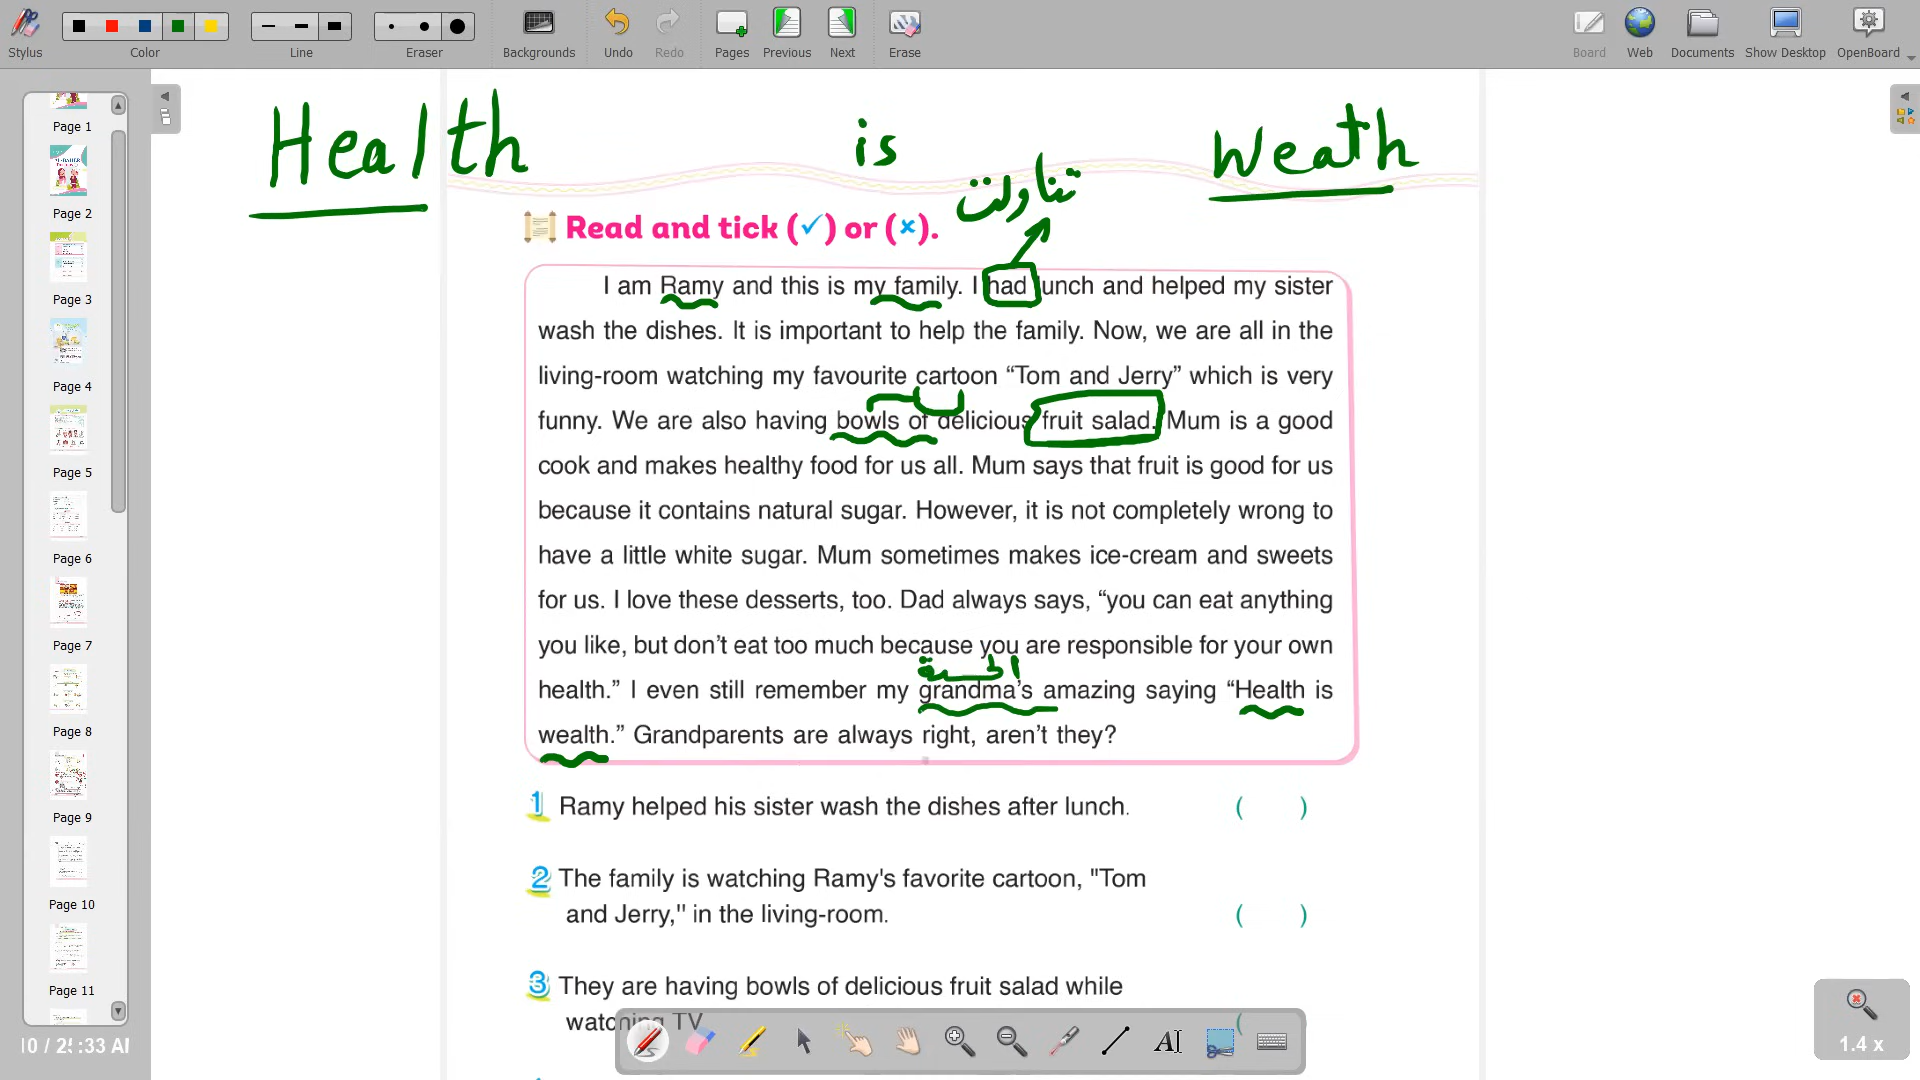 Stylus Color Line Eraser Backgrounds Undo Redo Pages Previous Next Erase Board Web Documents Show Desktop OpenBoard
Page 1
Page 2
Page 3
Page 4
Page 5
Page 6
Page 7
Page 8
Page 9
Page 10
Page 11
Health is Weath
تناولت
Read and tick (✓) or (×).
I am Ramy and this is my family. I had lunch and helped my sister
wash the dishes. It is important to help the family. Now, we are all in the
living-room watching my favourite cartoon “Tom and Jerry” which is very
funny. We are also having bowls of delicious fruit salad. Mum is a good
cook and makes healthy food for us all. Mum says that fruit is good for us
because it contains natural sugar. However, it is not completely wrong to
have a little white sugar. Mum sometimes makes ice-cream and sweets
for us. I love these desserts, too. Dad always says, “you can eat anything
you like, but don’t eat too much because you are responsible for your own
health.” I even still remember my grandma’s amazing saying “Health is
wealth.” Grandparents are always right, aren’t they?
1 Ramy helped his sister wash the dishes after lunch. ( )
2 The family is watching Ramy's favorite cartoon, "Tom
and Jerry," in the living-room. ( )
3 They are having bowls of delicious fruit salad while
watching TV (
1.4 x